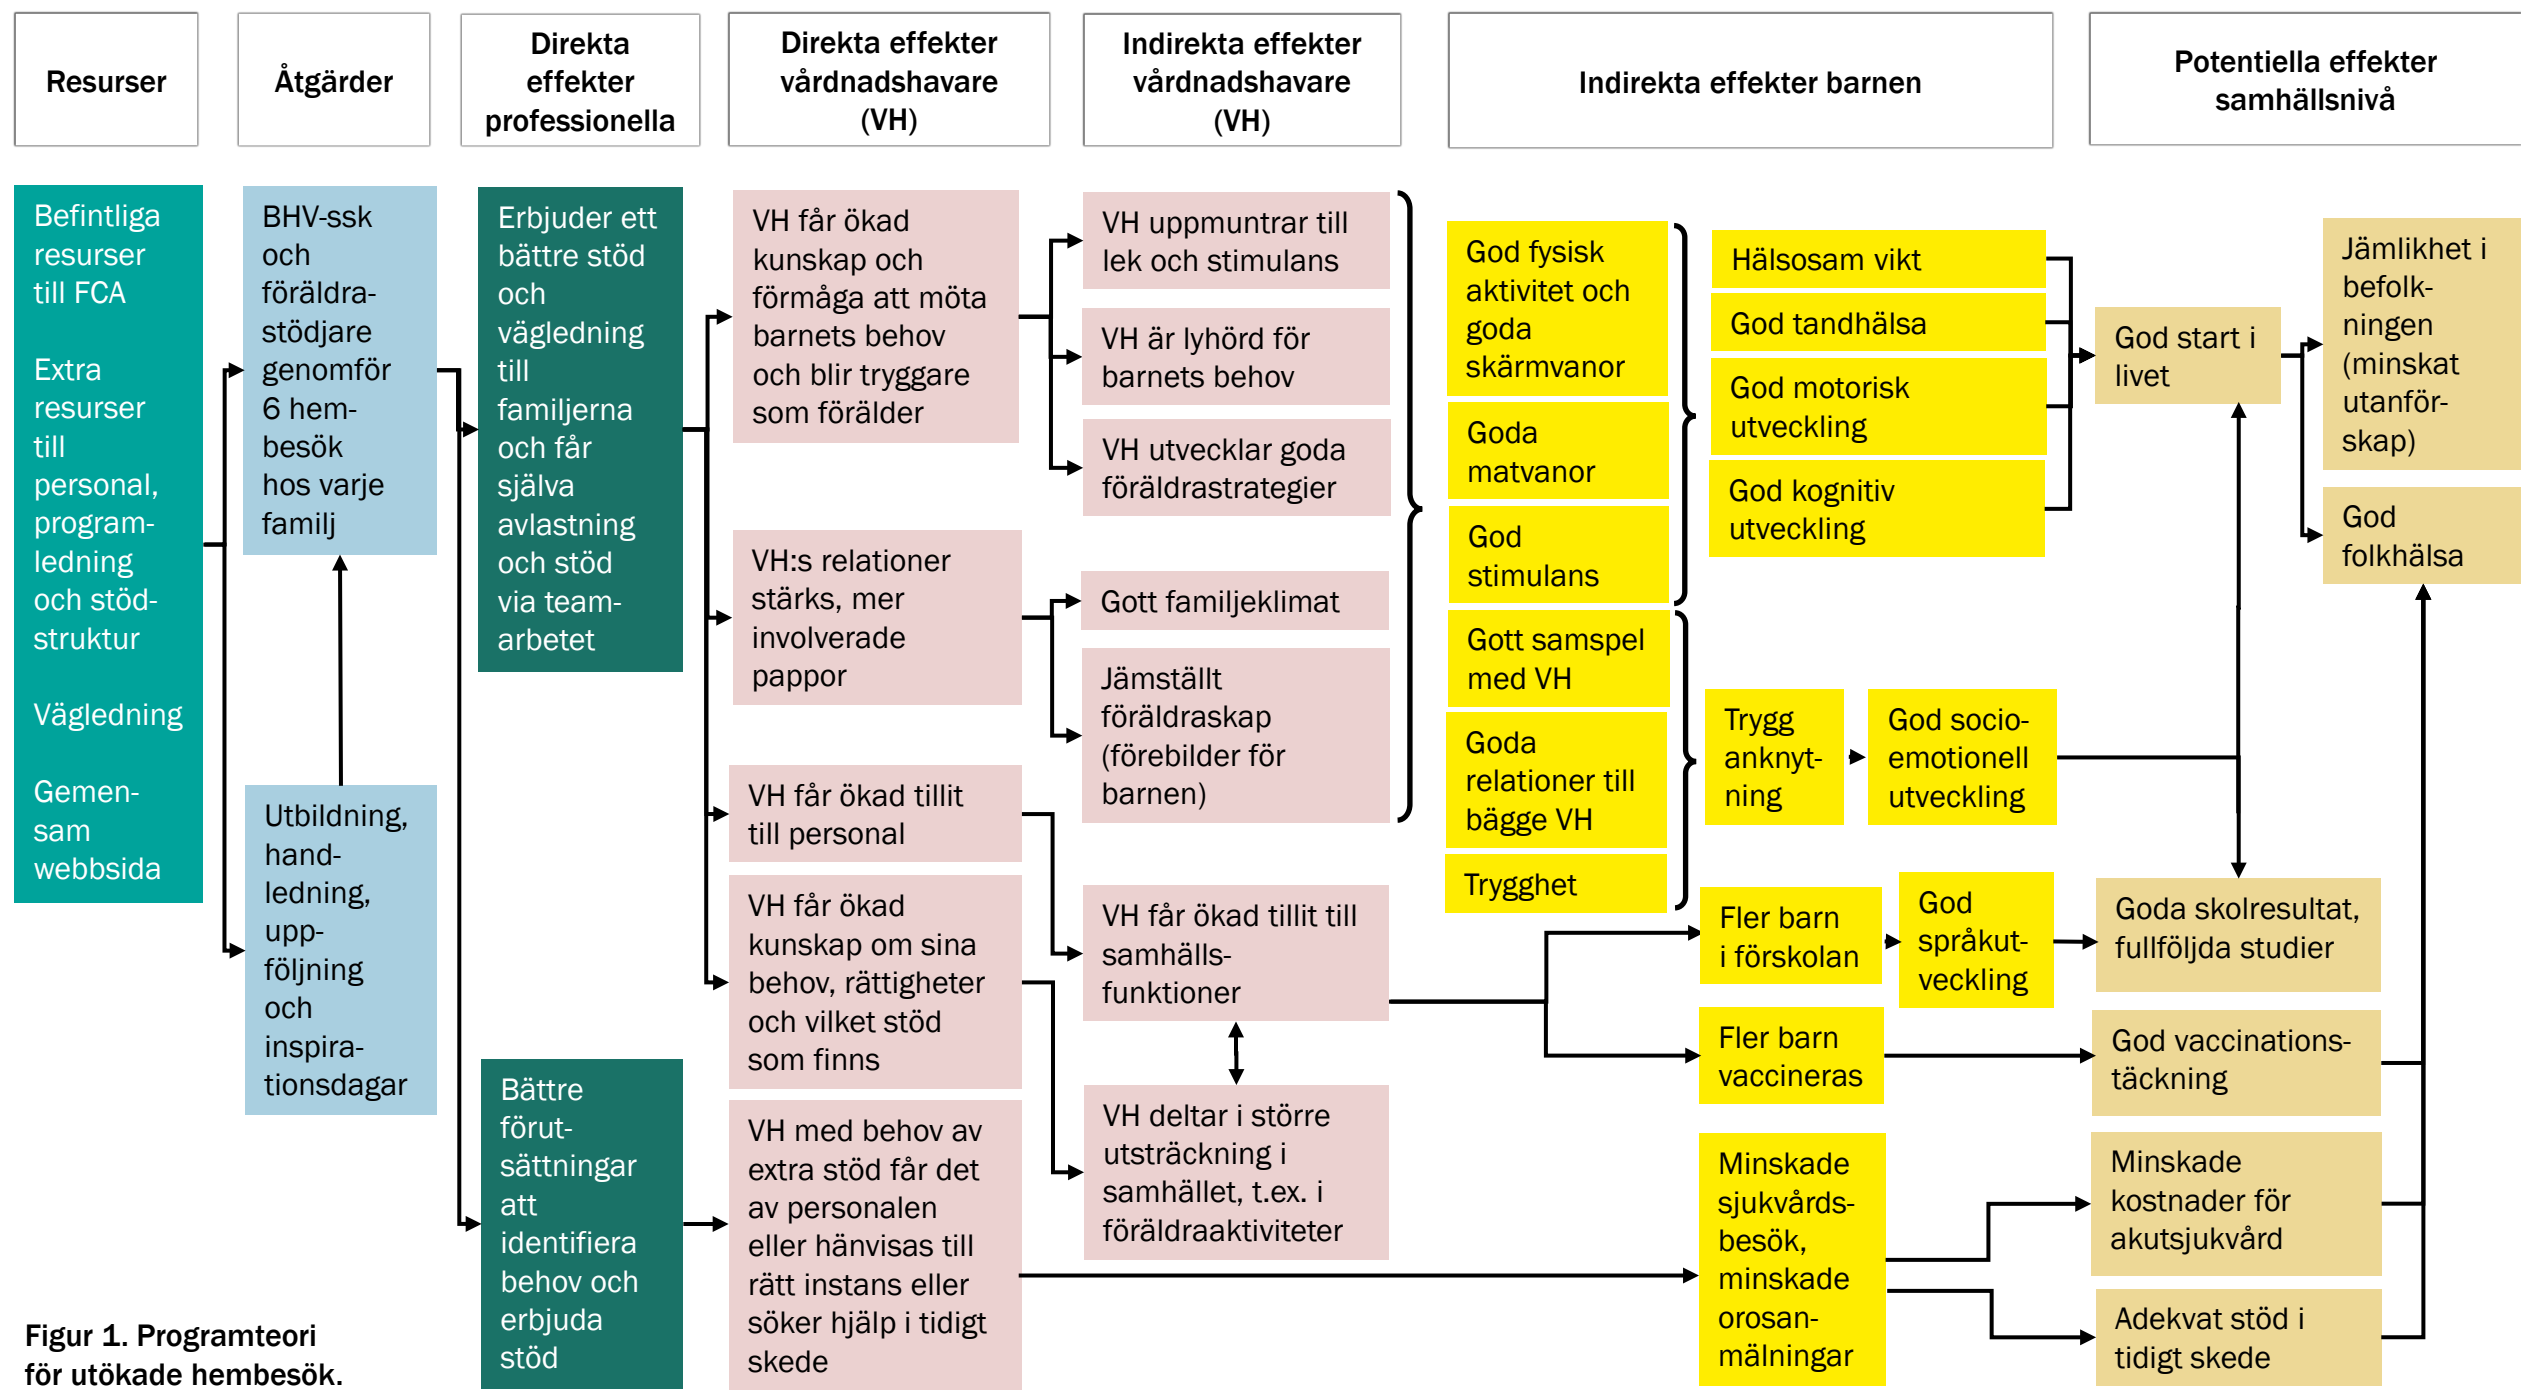 Resurser
Åtgärder
Direkta
effekter
professionella
Direkta effekter
vårdnadshavare
(VH)
Indirekta effekter
vårdnadshavare
(VH)
Indirekta effekter barnen
Potentiella effekter
samhällsnivå
Befintliga
resurser
till FCA
Extra
resurser
till
personal,
program-
ledning
och stöd-
struktur
Vägledning
Gemen-
sam
webbsida
BHV-ssk
och
föräldra-
stödjare
genomför
6 hem-
besök
hos varje
familj
Utbildning,
hand-
ledning,
upp-
följning
och
inspira-
tionsdagar
Erbjuder ett
bättre stöd
och
vägledning
till
familjerna
och får
själva
avlastning
och stöd
via team-
arbetet
Bättre
förut-
sättningar
att
identifiera
behov och
erbjuda
stöd
VH får ökad
kunskap och
förmåga att möta
barnets behov
och blir tryggare
som förälder
VH:s relationer
stärks, mer
involverade
pappor
VH får ökad tillit
till personal
VH får ökad
kunskap om sina
behov, rättigheter
och vilket stöd
som finns
VH med behov av
extra stöd får det
av personalen
eller hänvisas till
rätt instans eller
söker hjälp i tidigt
skede
VH uppmuntrar till
lek och stimulans
VH är lyhörd för
barnets behov
VH utvecklar goda
föräldrastrategier
Gott familjeklimat
Jämställt
föräldraskap
(förebilder för
barnen)
VH får ökad tillit till
samhälls-
funktioner
VH deltar i större
utsträckning i
samhället, t.ex. i
föräldraaktiviteter
God fysisk
aktivitet och
goda
skärmvanor
Goda
matvanor
God
stimulans
Gott samspel
med VH
Goda
relationer till
bägge VH
Trygghet
Hälsosam vikt
God tandhälsa
God motorisk
utveckling
God kognitiv
utveckling
Trygg
anknyt-
ning
God socio-
emotionell
utveckling
Fler barn
i förskolan
God
språkut-
veckling
Fler barn
vaccineras
Minskade
sjukvårds-
besök,
minskade
orosan-
mälningar
God start i
livet
Jämlikhet i
befolk-
ningen
(minskat
utanför-
skap)
God
folkhälsa
Goda skolresultat,
fullföljda studier
God vaccinations-
täckning
Minskade
kostnader för
akutsjukvård
Adekvat stöd i
tidigt skede
Figur 1. Programteori
för utökade hembesök.